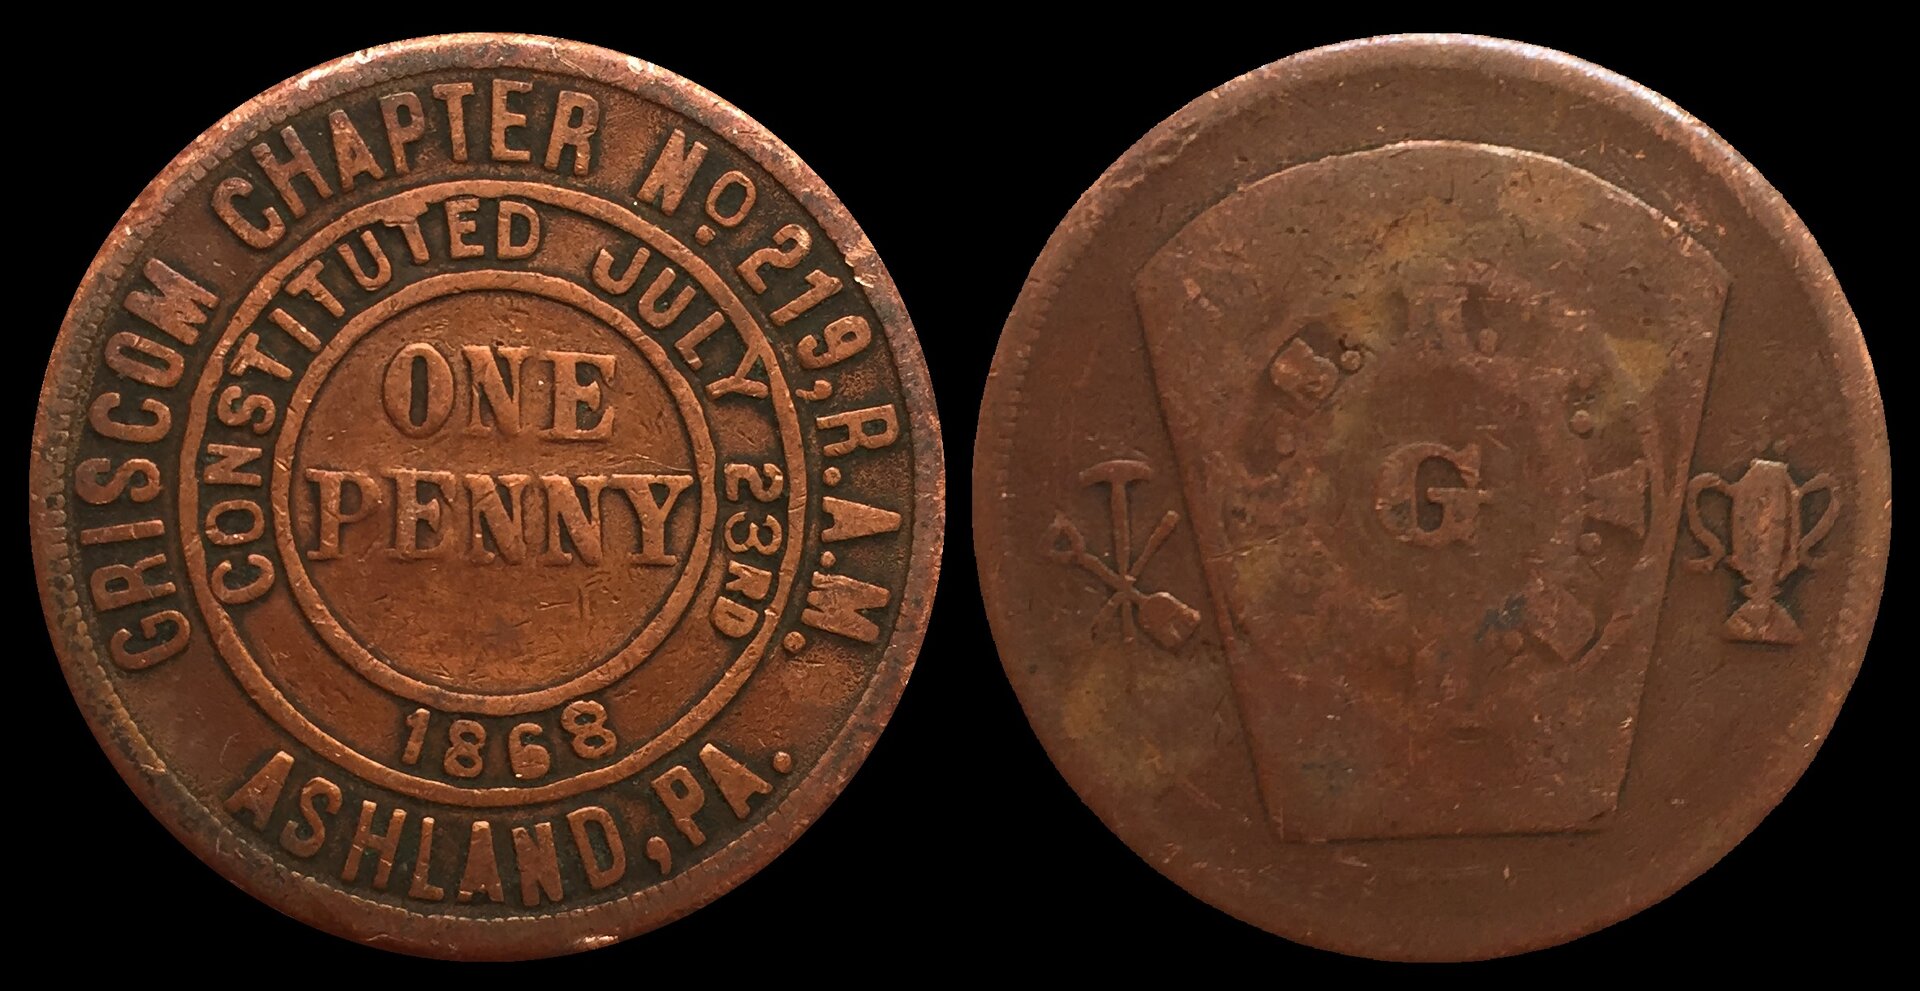 GRISCOM CHAPTER No. 219, R.A.M.
ASHLAND, PA.
CONSTITUTED JULY 23RD
1868
ONE
PENNY
G